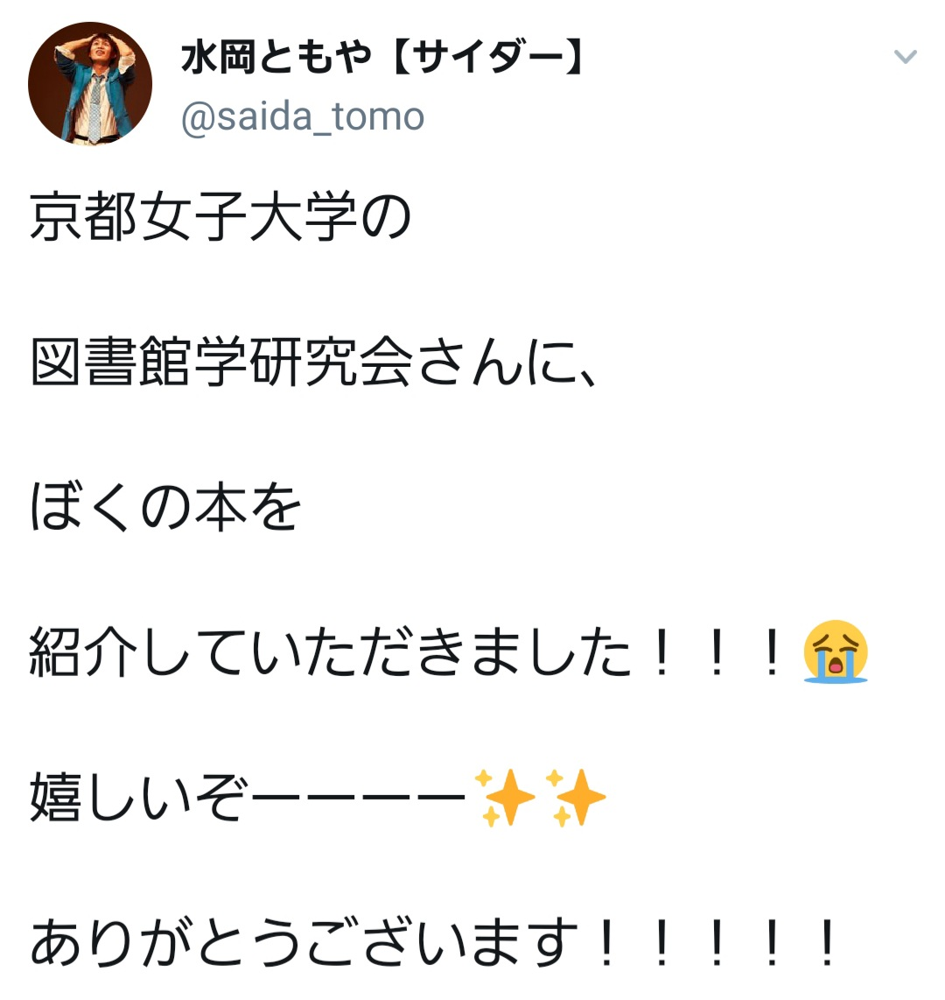 水岡ともや【サイダー】
@saida_tomo
京都女子大学の
図書館学研究会さんに、
ぼくの本を
紹介していただきました！！！😭
嬉しいぞーーーー✨✨
ありがとうございます！！！！！